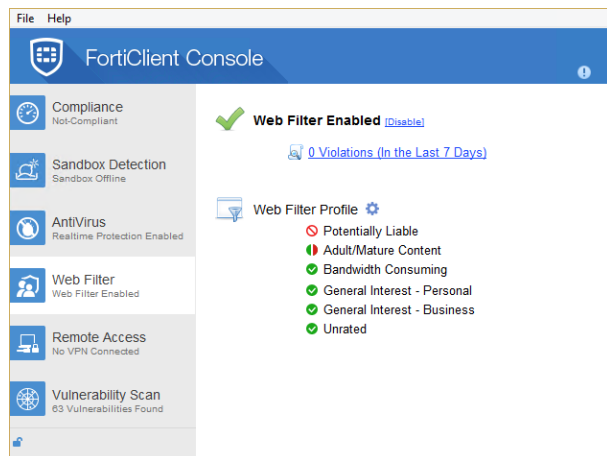 File Help
FortiClient Console
Compliance
Not-Compliant
Sandbox Detection
Sandbox Offline
AntiVirus
Realtime Protection Enabled
Web Filter
Web Filter Enabled
Remote Access
No VPN Connected
Vulnerability Scan
63 Vulnerabilities Found
Web Filter Enabled [Disable]
0 Violations (In the Last 7 Days)
Web Filter Profile
Potentially Liable
Adult/Mature Content
Bandwidth Consuming
General Interest - Personal
General Interest - Business
Unrated